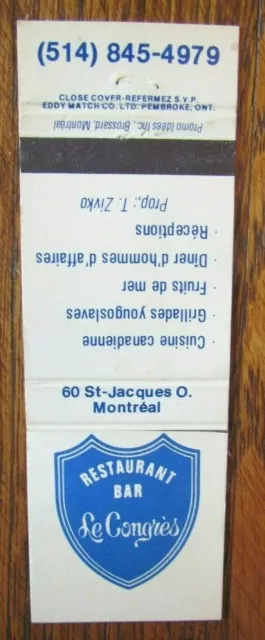 (514) 845-4979
CLOSE COVER-REFERMEZ S.V.P.
EDDY MATCH CO. LTD. PEMBROKE, ONT.
Promo Idées Inc., Brossard, Montréal
· Cuisine canadienne
· Grillades yougoslaves
· Fruits de mer
· Dîner d'hommes d'affaires
· Réceptions
Prop.: T. Zivko
60 St-Jacques O.
Montréal
RESTAURANT
BAR
Le Congrès